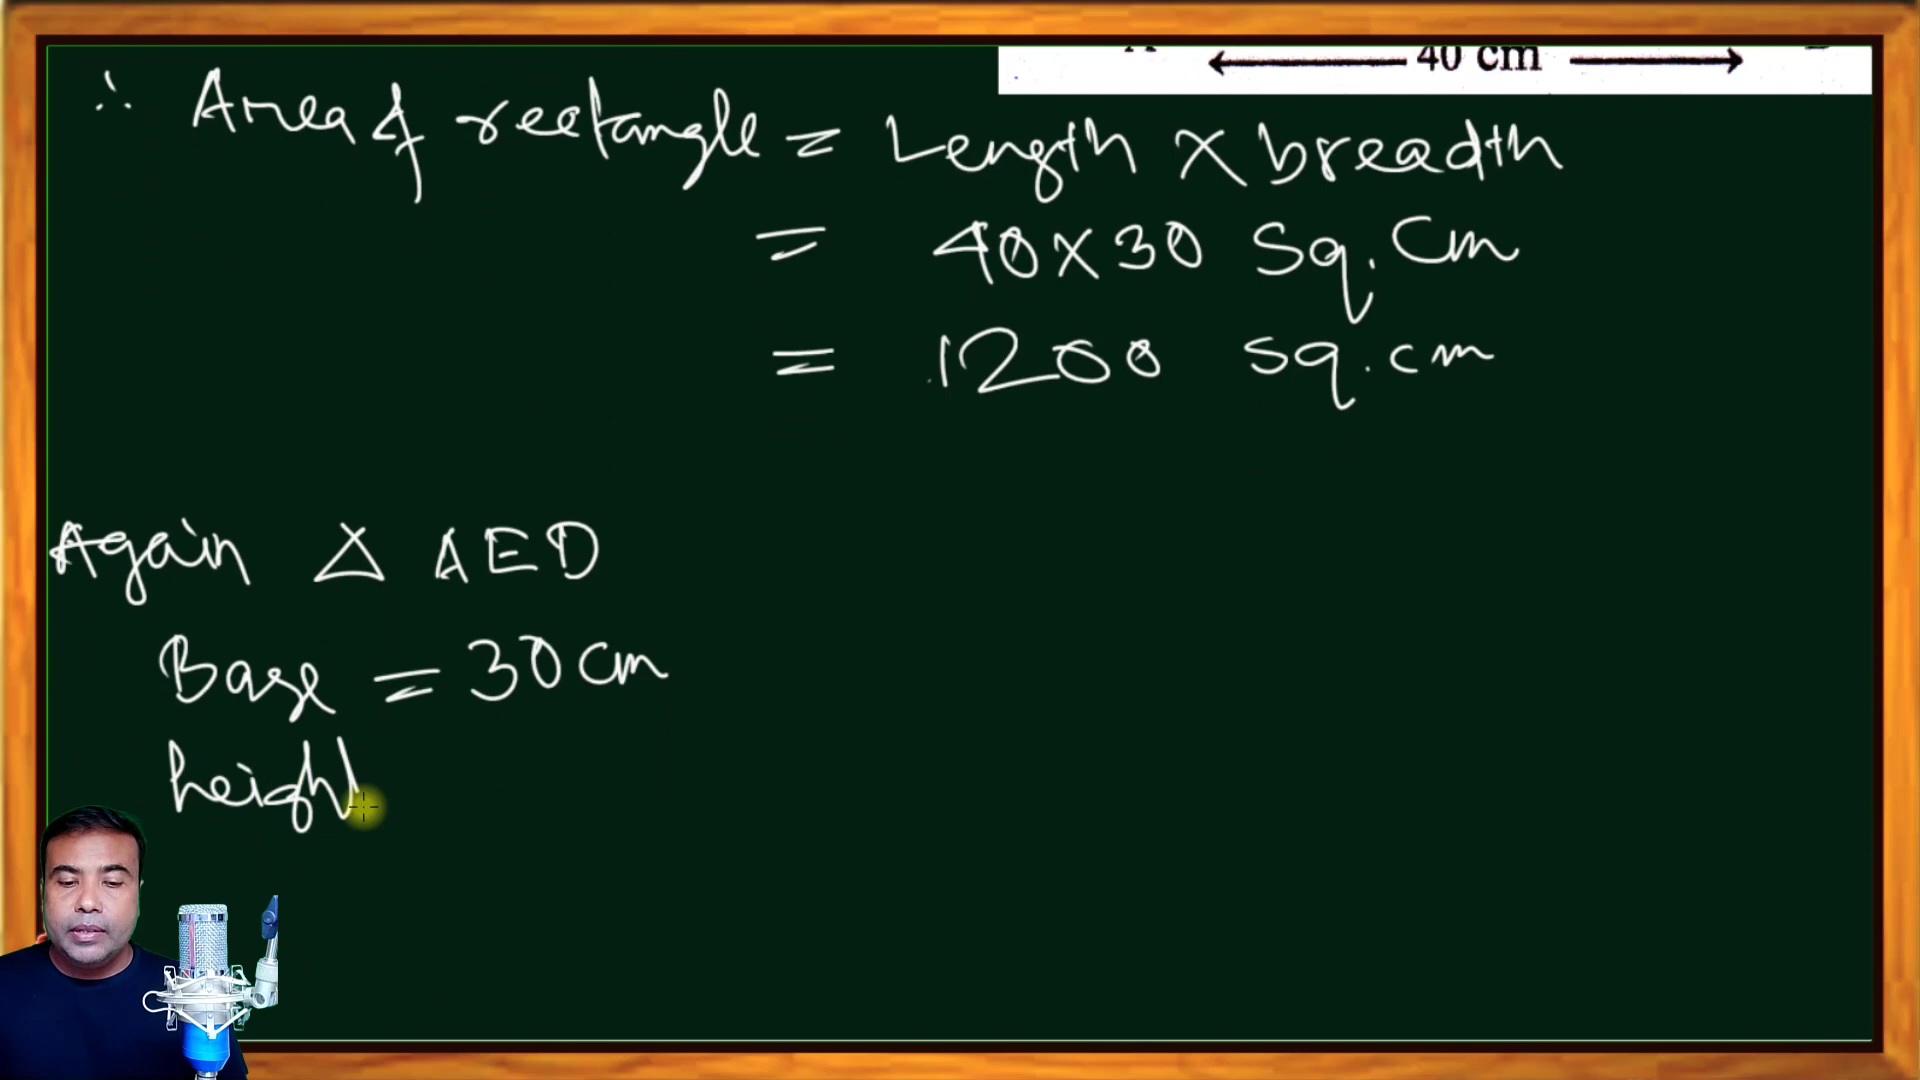 40 cm
∴ Area of rectangle = Length × breadth
= 40×30 Sq. Cm
= 1200 sq. cm
Again △ AED
Base = 30 cm
height